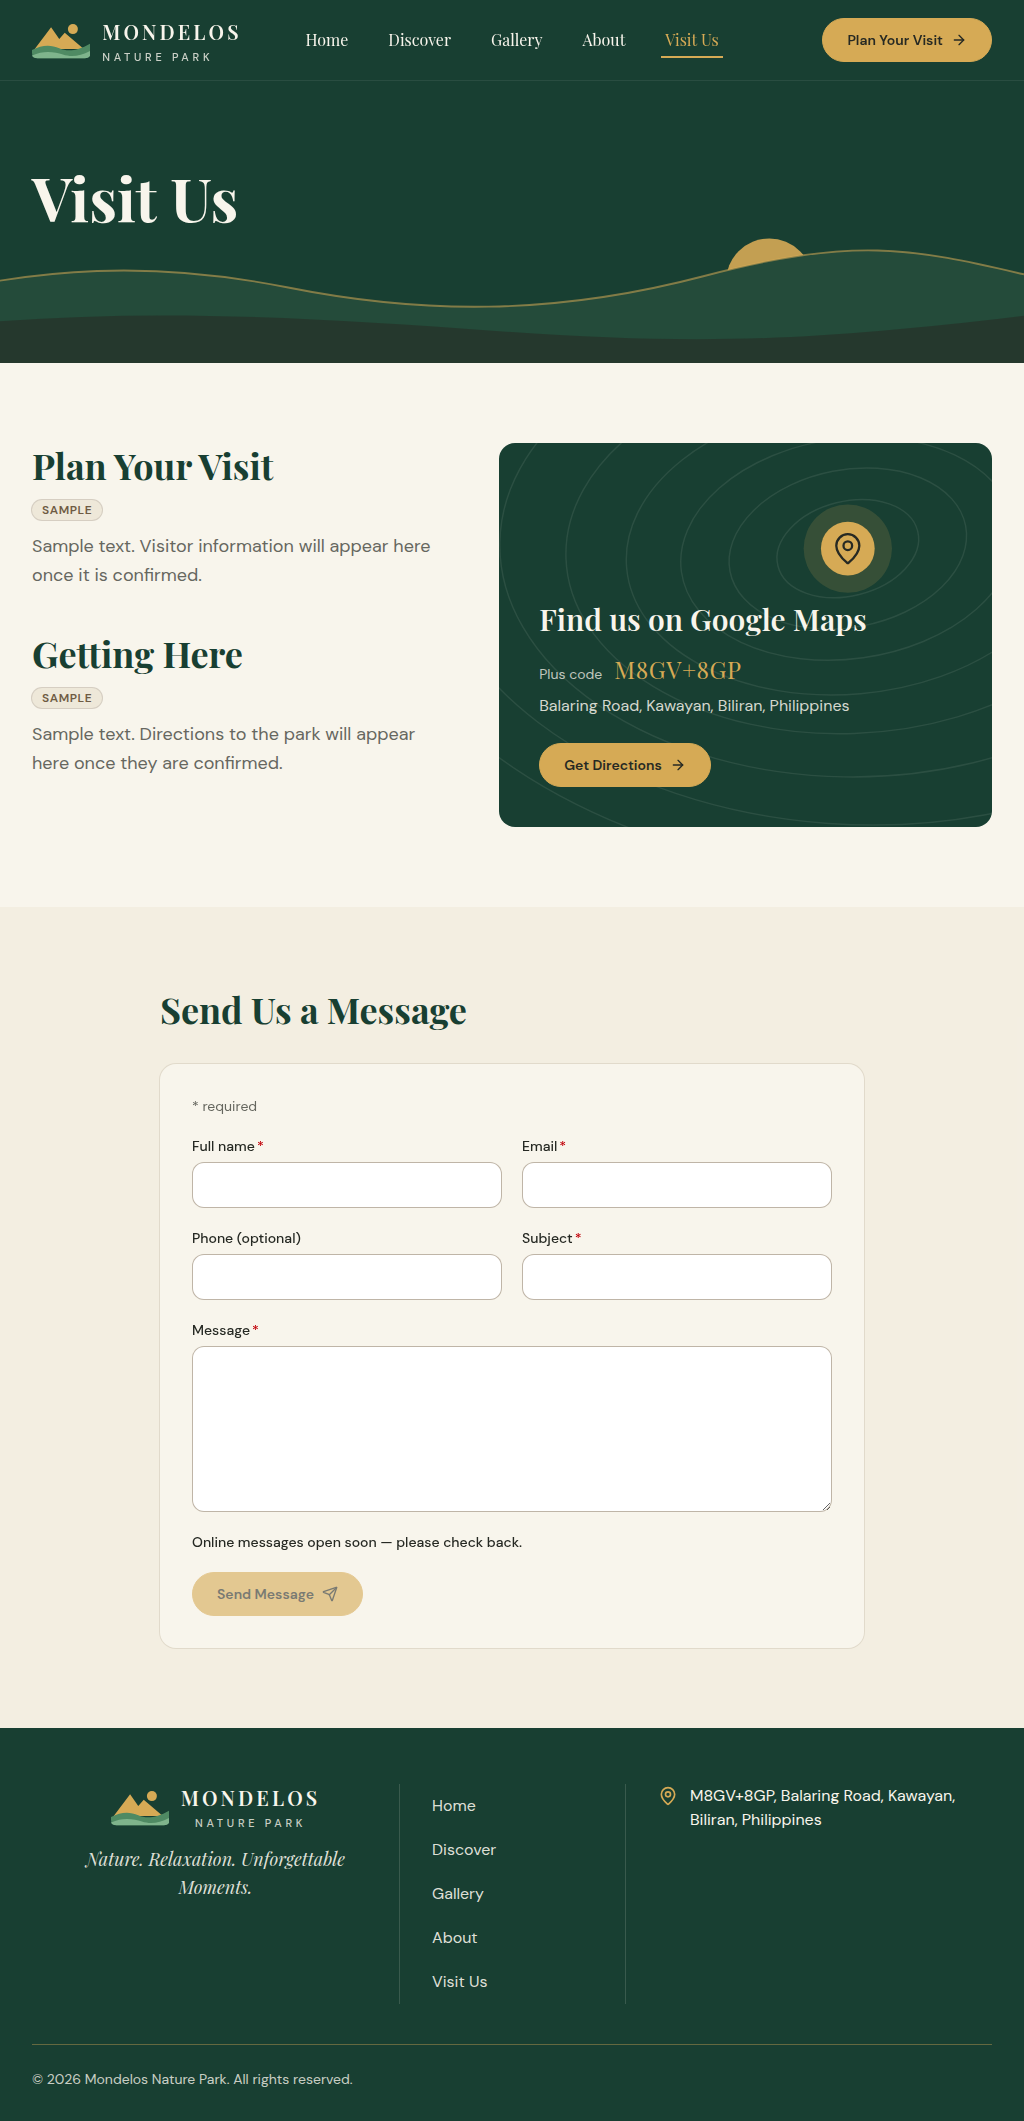 MONDELOS
NATURE PARK
Home
Discover
Gallery
About
Visit Us
Plan Your Visit
Visit Us
Plan Your Visit
SAMPLE
Sample text. Visitor information will appear here
once it is confirmed.
Getting Here
SAMPLE
Sample text. Directions to the park will appear
here once they are confirmed.
Find us on Google Maps
Plus code M8GV+8GP
Balaring Road, Kawayan, Biliran, Philippines
Get Directions
Send Us a Message
* required
Full name *
Email *
Phone (optional)
Subject *
Message *
Online messages open soon — please check back.
Send Message
MONDELOS
NATURE PARK
Nature. Relaxation. Unforgettable
Moments.
Home
Discover
Gallery
About
Visit Us
M8GV+8GP, Balaring Road, Kawayan,
Biliran, Philippines
© 2026 Mondelos Nature Park. All rights reserved.